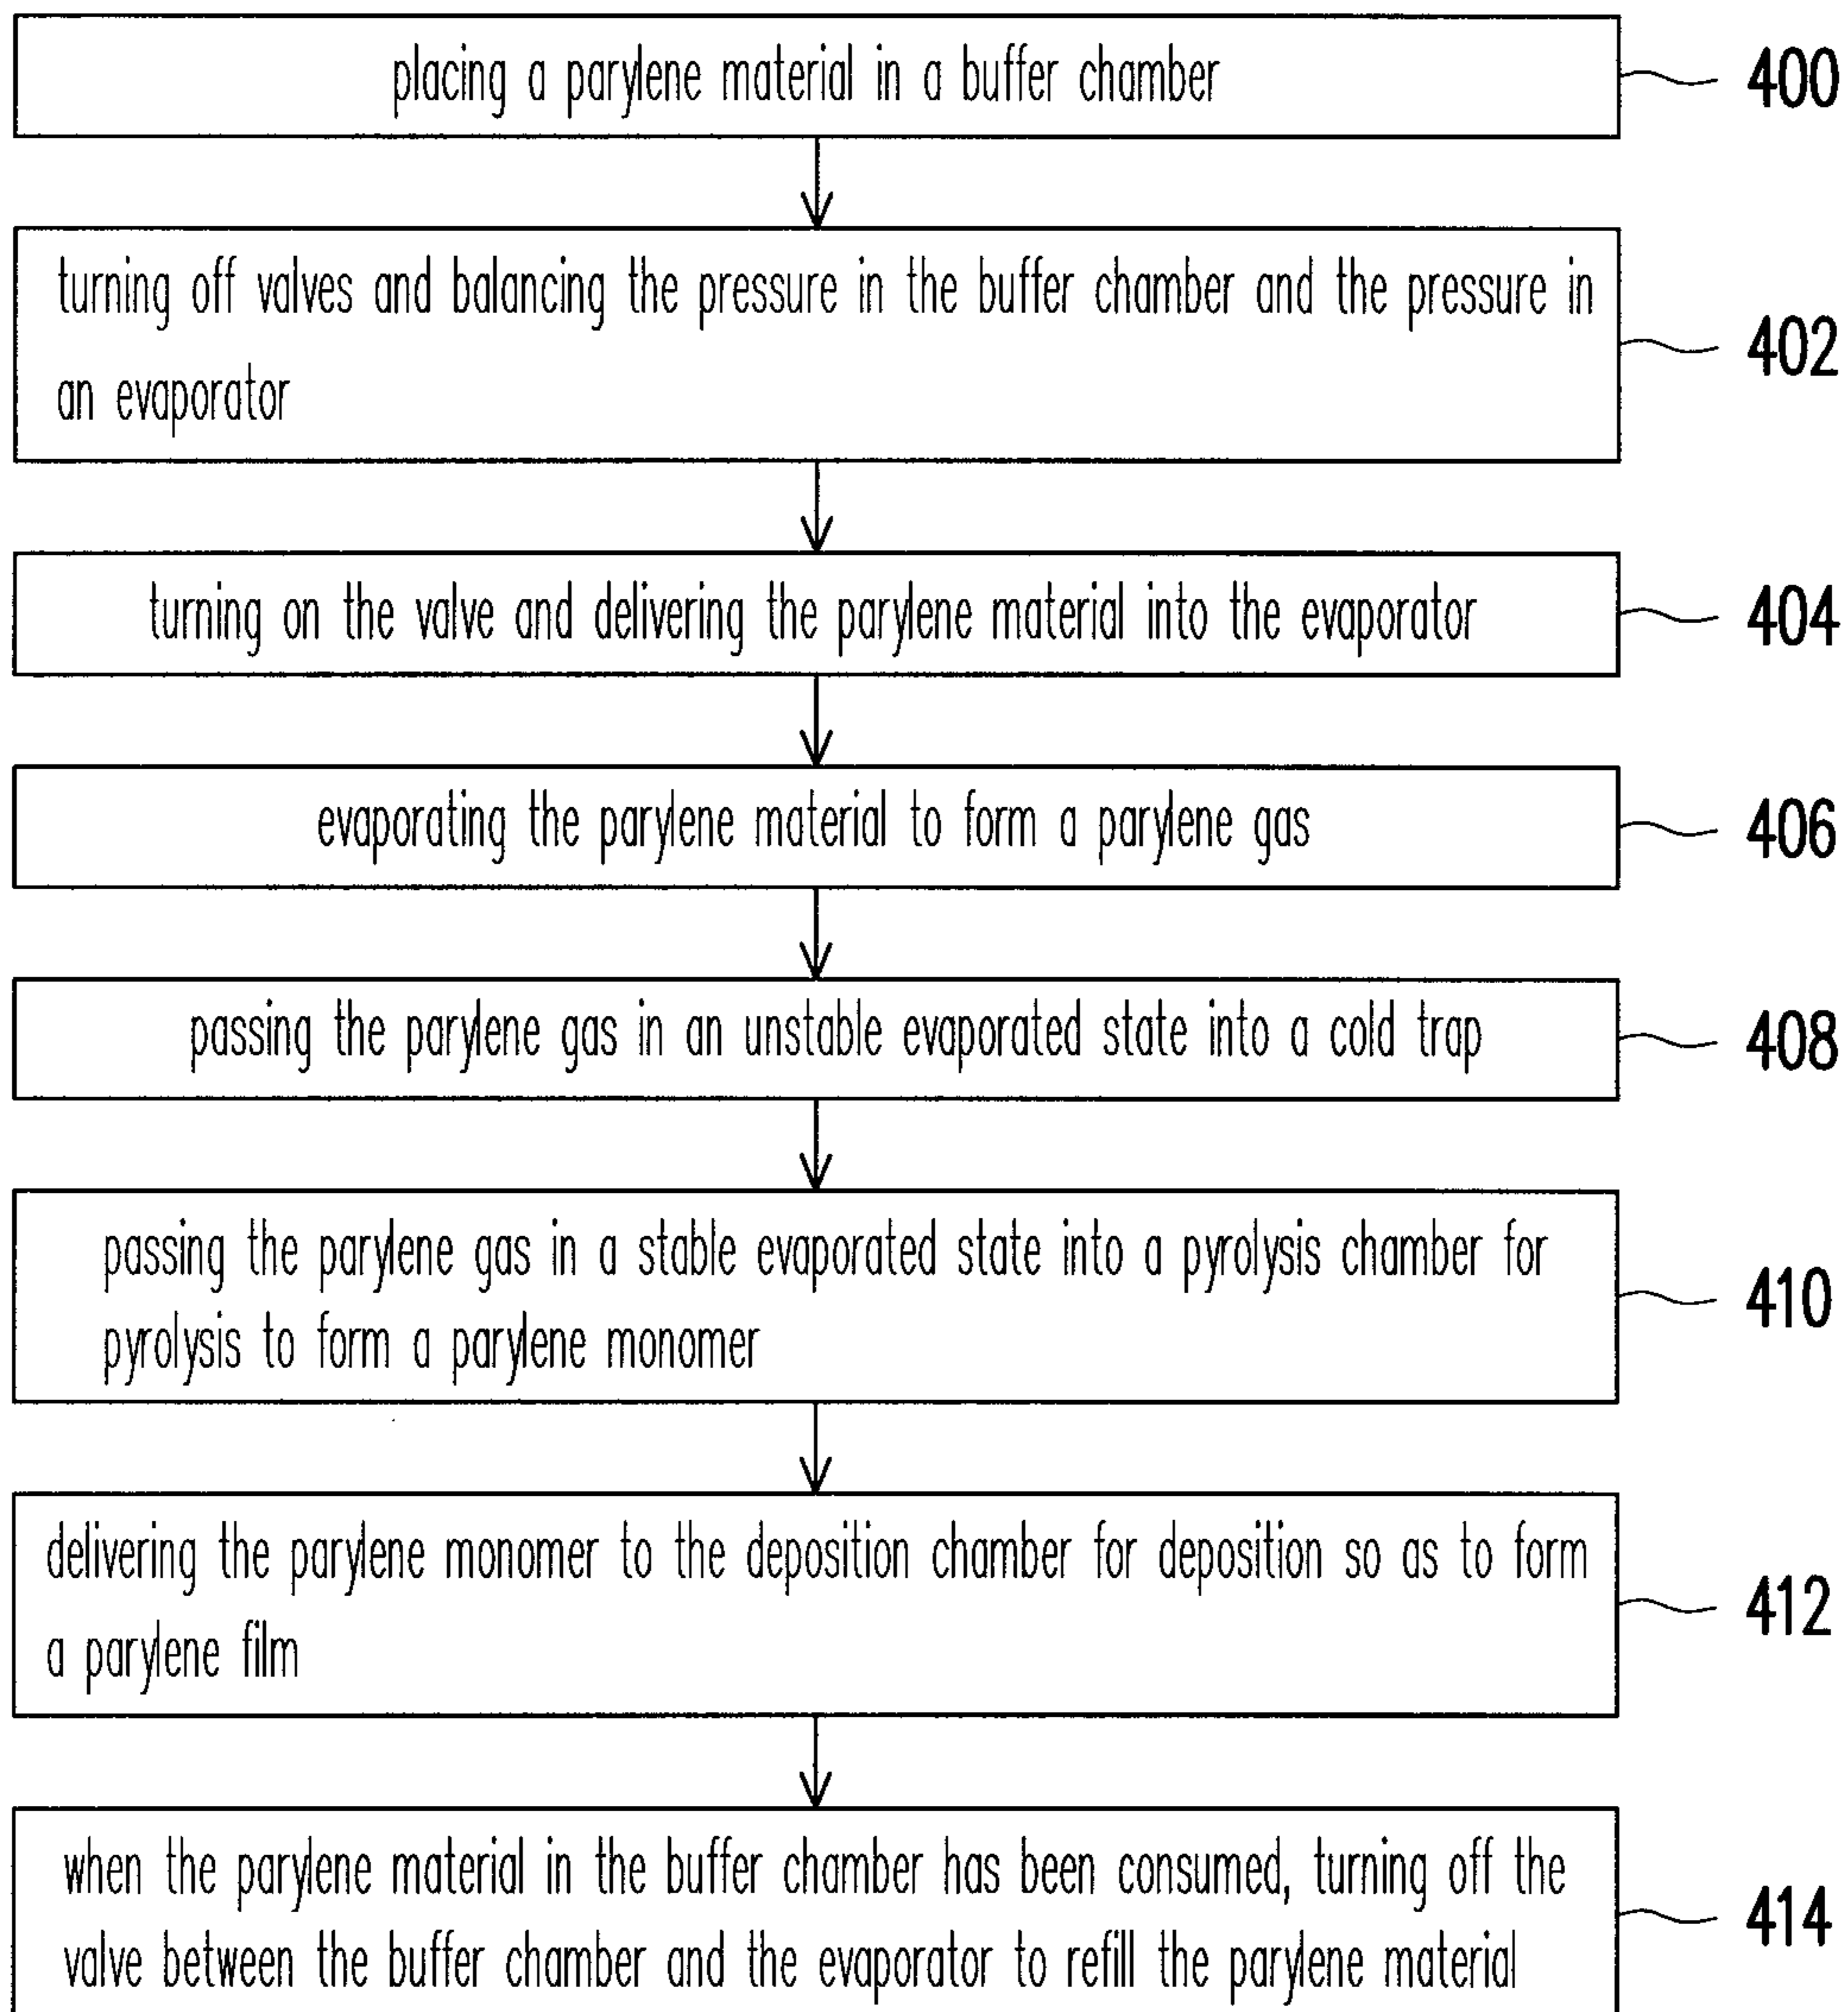 placing a parylene material in a buffer chamber
400
turning off valves and balancing the pressure in the buffer chamber and the pressure in
an evaporator
402
turning on the valve and delivering the parylene material into the evaporator
404
evaporating the parylene material to form a parylene gas
406
passing the parylene gas in an unstable evaporated state into a cold trap
408
passing the parylene gas in a stable evaporated state into a pyrolysis chamber for
pyrolysis to form a parylene monomer
410
delivering the parylene monomer to the deposition chamber for deposition so as to form
a parylene film
412
when the parylene material in the buffer chamber has been consumed, turning off the
valve between the buffer chamber and the evaporator to refill the parylene material
414